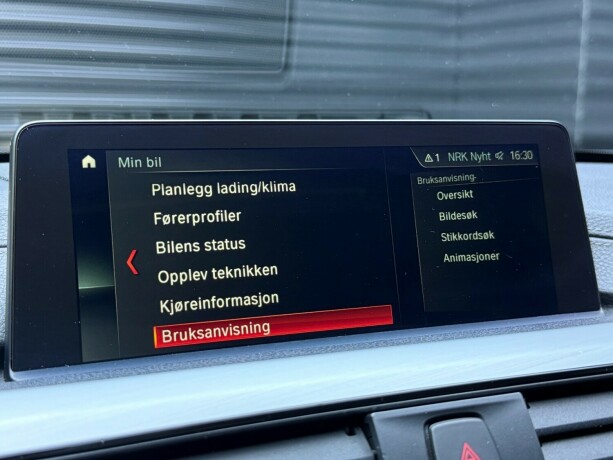 Min bil
1 NRK Nyht 16:30
Planlegg lading/klima
Førerprofiler
Bilens status
Opplev teknikken
Kjøreinformasjon
Bruksanvisning
Bruksanvisning
Oversikt
Bildesøk
Stikkordsøk
Animasjoner